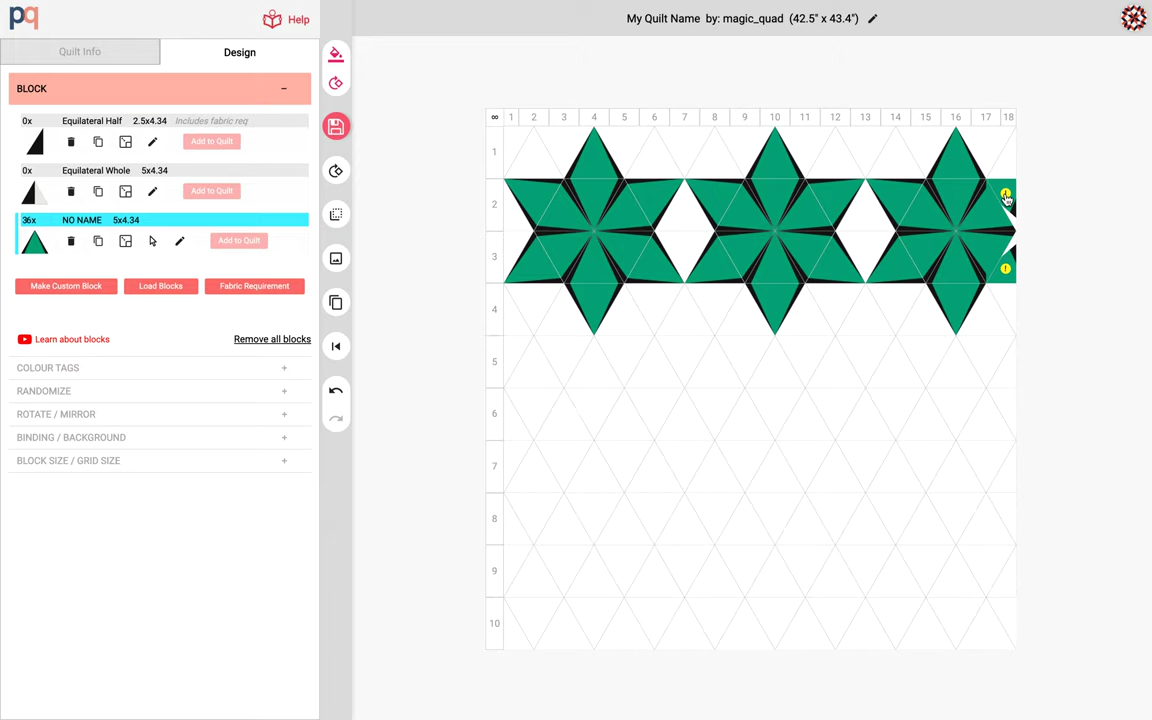 pq
Help
My Quilt Name by: magic_quad (42.5" x 43.4")
Quilt Info
Design
BLOCK −
0x Equilateral Half 2.5x4.34 Includes fabric req
Add to Quilt
0x Equilateral Whole 5x4.34
Add to Quilt
36x NO NAME 5x4.34
Add to Quilt
Make Custom Block
Load Blocks
Fabric Requirement
Learn about blocks
Remove all blocks
COLOUR TAGS +
RANDOMIZE +
ROTATE / MIRROR +
BINDING / BACKGROUND +
BLOCK SIZE / GRID SIZE +
∞ 1 2 3 4 5 6 7 8 9 10 11 12 13 14 15 16 17 18
1
2
3
!
4
5
6
7
8
9
10